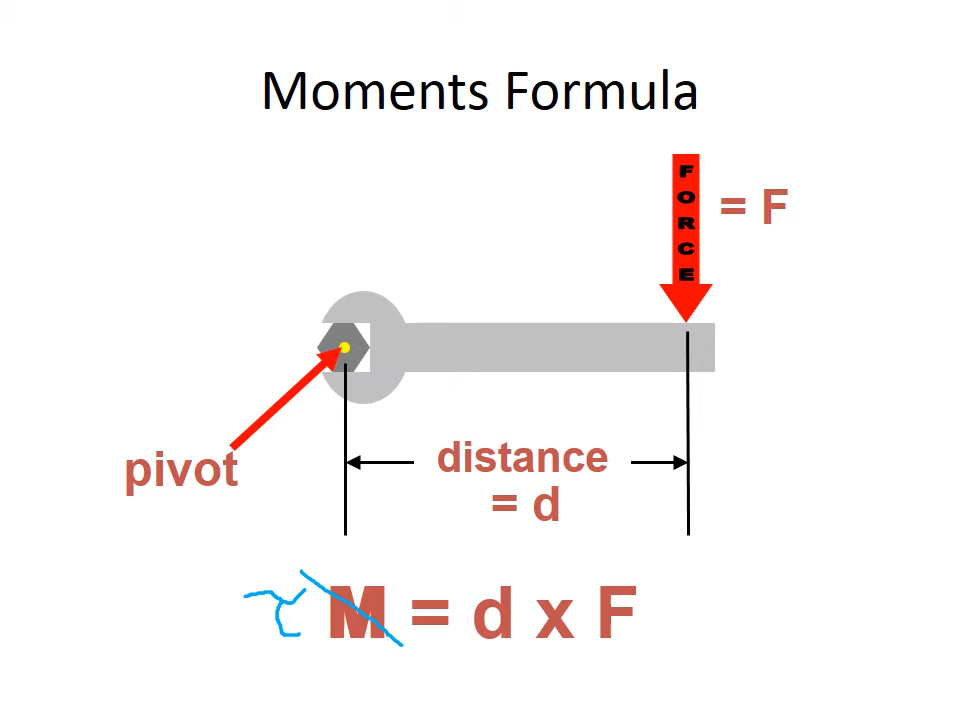 Moments Formula
FORCE
= F
pivot
distance
= d
τ M = d x F